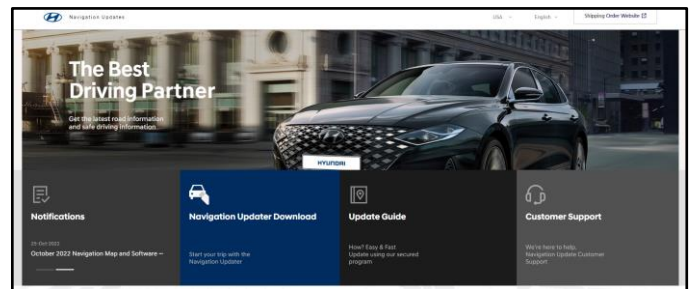 Navigation Updates
USA
English
Shipping Order Website
The Best
Driving Partner
Get the latest road information
and safe driving information
HYUNDAI
Notifications
Navigation Updater Download
Update Guide
Customer Support
October 2022 Navigation Map and Software ···
Start your trip with the
Navigation Updater
How? Easy & Fast
Update using our secured
program
We're here to help.
Navigation Update Customer
Support